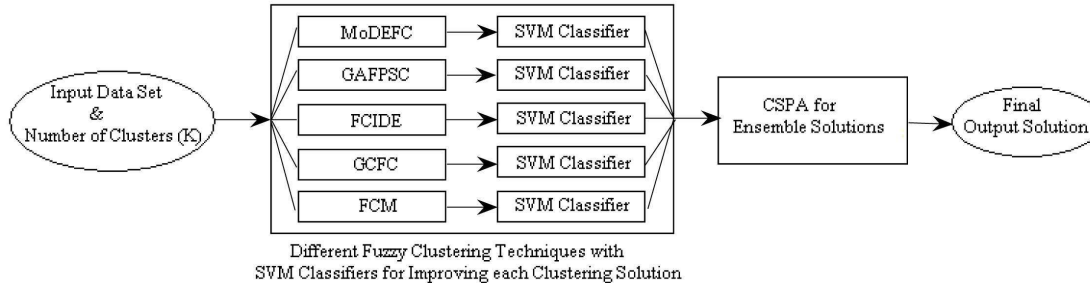 Input Data Set
&
Number of Clusters (K)
MoDEFC
SVM Classifier
GAFPSC
SVM Classifier
FCIDE
SVM Classifier
GCFC
SVM Classifier
FCM
SVM Classifier
Different Fuzzy Clustering Techniques with
SVM Classifiers for Improving each Clustering Solution
CSPA for
Ensemble Solutions
Final
Output Solution